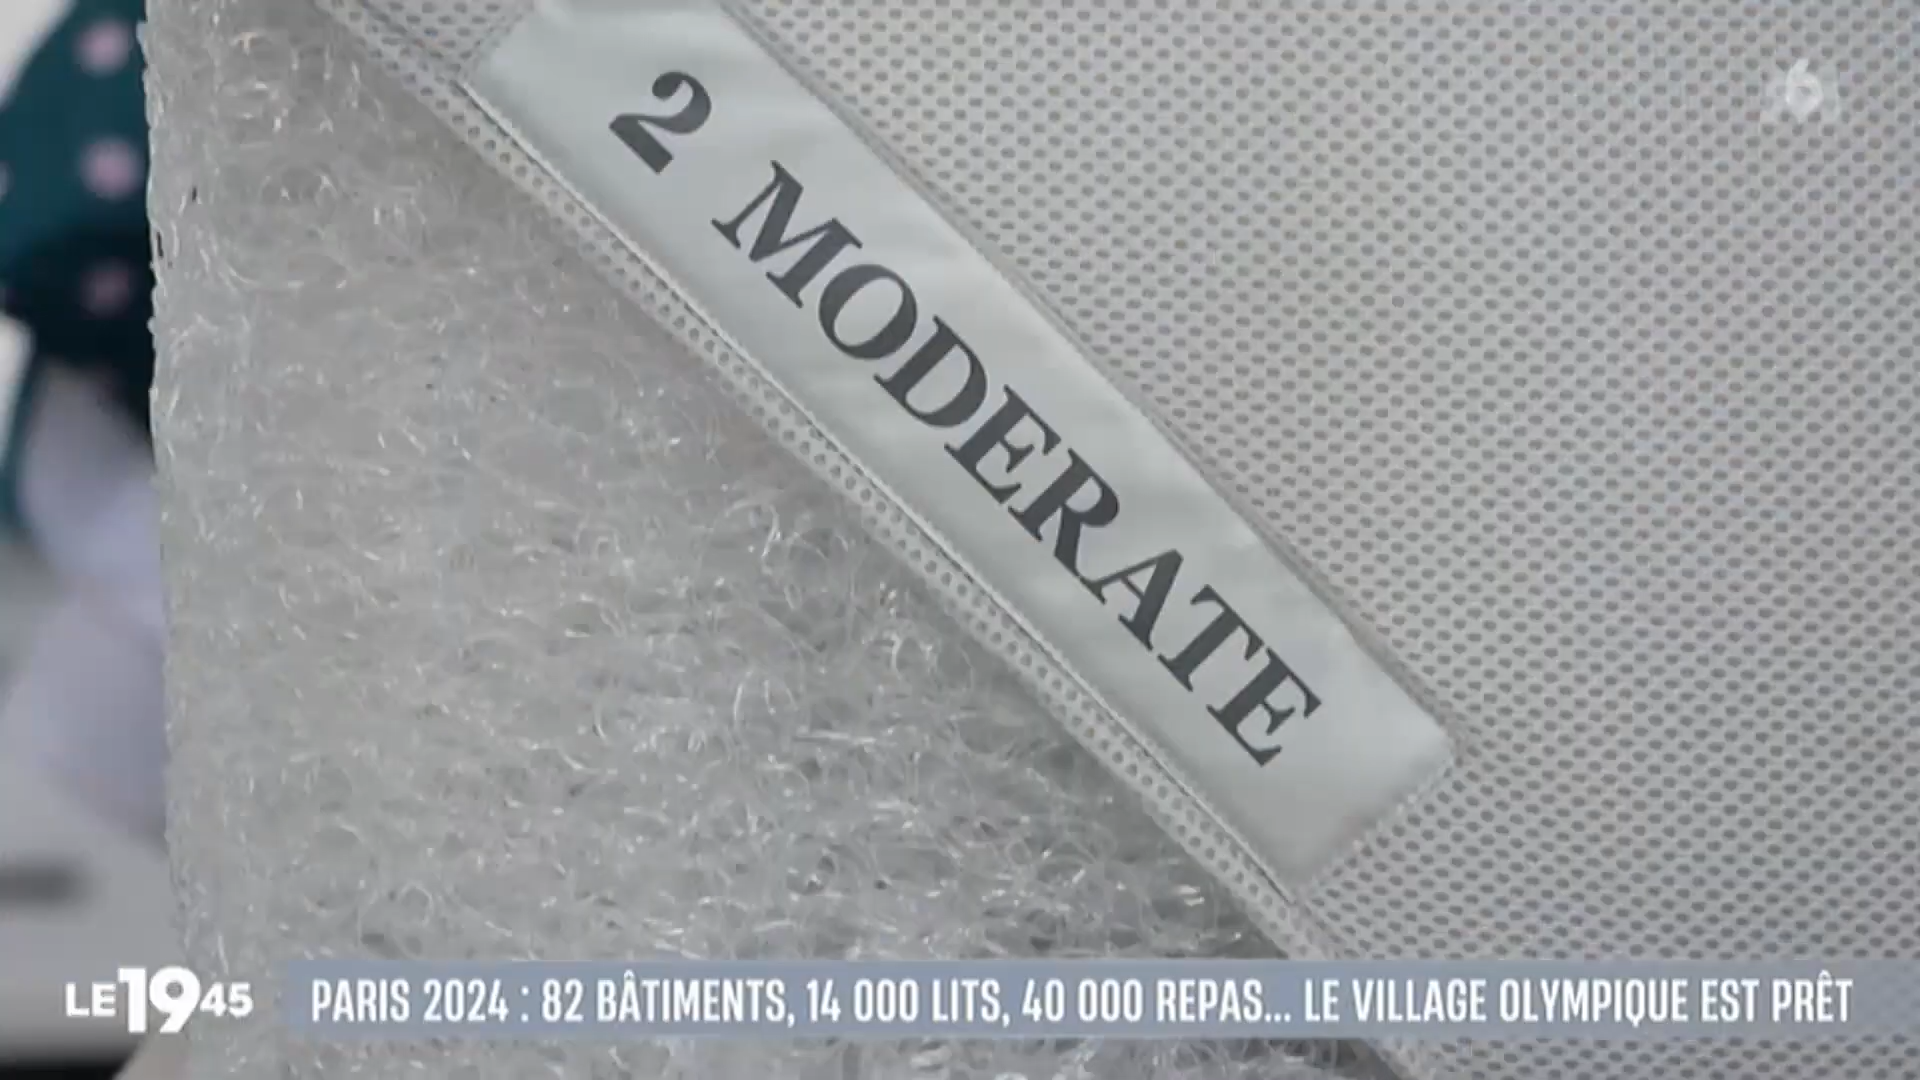 6
2 MODERATE
LE 19 45
PARIS 2024 : 82 BÂTIMENTS, 14 000 LITS, 40 000 REPAS... LE VILLAGE OLYMPIQUE EST PRÊT